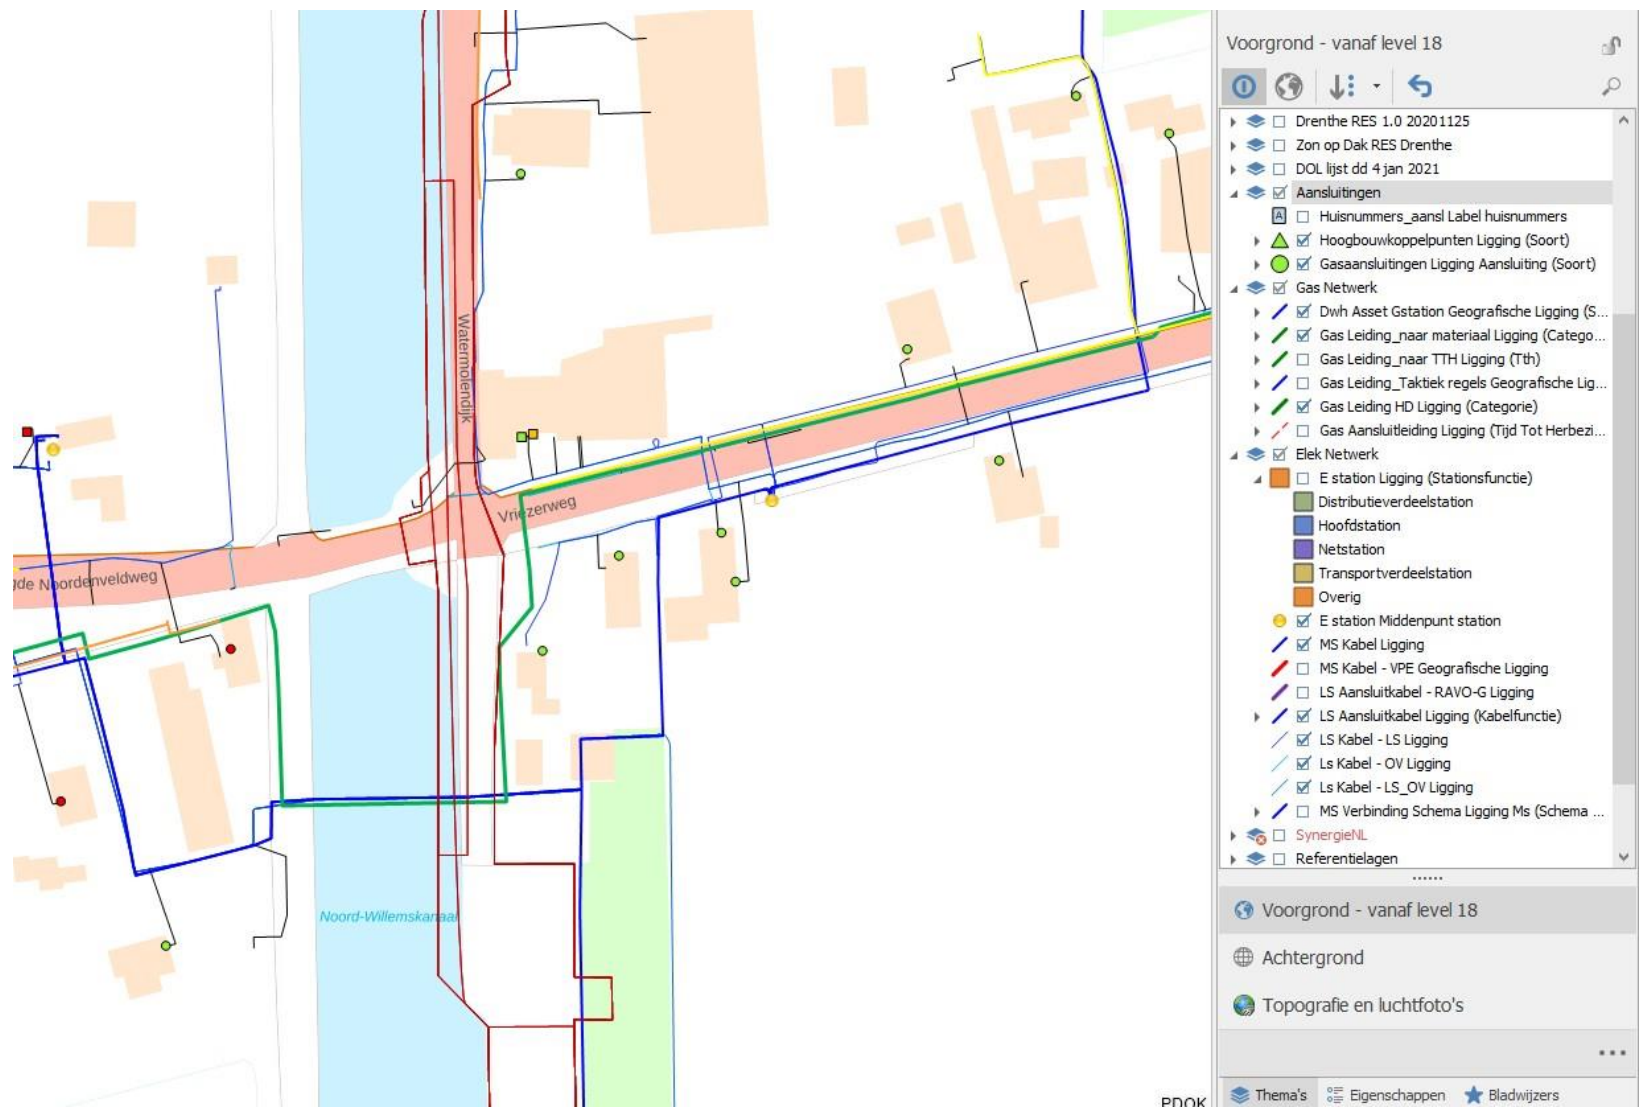 Watermolendijk
Vriezerweg
gde Noordenveldweg
Noord-Willemskanaal
PDOK
Voorgrond - vanaf level 18
Drenthe RES 1.0 20201125
Zon op Dak RES Drenthe
DOL lijst dd 4 jan 2021
Aansluitingen
A
Huisnummers_aansl Label huisnummers
Hoogbouwkoppelpunten Ligging (Soort)
Gasaansluitingen Ligging Aansluiting (Soort)
Gas Netwerk
Dwh Asset Gstation Geografische Ligging (S...
Gas Leiding_naar materiaal Ligging (Catego...
Gas Leiding_naar TTH Ligging (Tth)
Gas Leiding_Taktiek regels Geografische Lig...
Gas Leiding HD Ligging (Categorie)
Gas Aansluitleiding Ligging (Tijd Tot Herbezi...
Elek Netwerk
E station Ligging (Stationsfunctie)
Distributieverdeelstation
Hoofdstation
Netstation
Transportverdeelstation
Overig
E station Middenpunt station
MS Kabel Ligging
MS Kabel - VPE Geografische Ligging
LS Aansluitkabel - RAVO-G Ligging
LS Aansluitkabel Ligging (Kabelfunctie)
LS Kabel - LS Ligging
Ls Kabel - OV Ligging
Ls Kabel - LS_OV Ligging
MS Verbinding Schema Ligging Ms (Schema ...
SynergieNL
Referentielagen
Voorgrond - vanaf level 18
Achtergrond
Topografie en luchtfoto's
Thema's Eigenschappen Bladwijzers